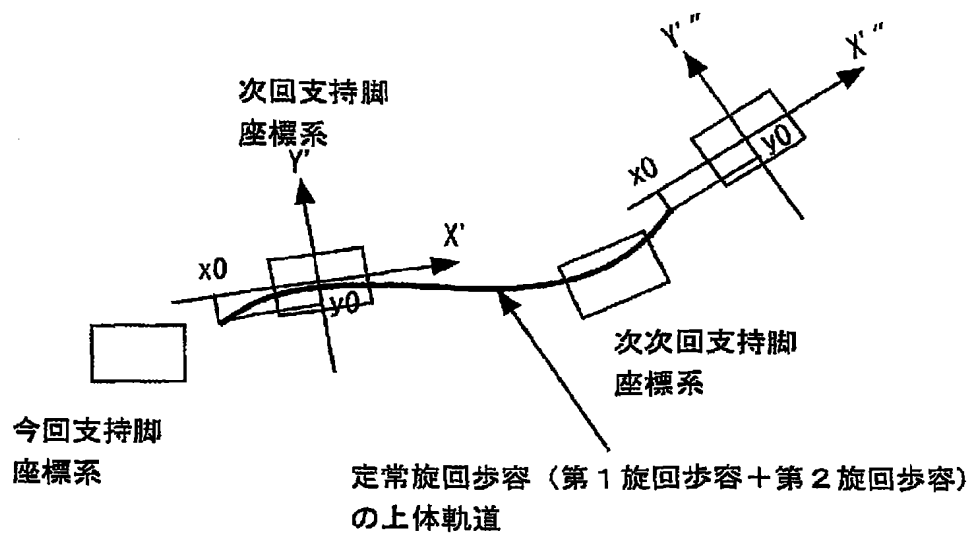 Y'''
X'''
次回支持脚
座標系
Y'
y0
x0
X'
x0
y0
次次回支持脚
座標系
今回支持脚
座標系
定常旋回歩容（第1旋回歩容＋第2旋回歩容）
の上体軌道